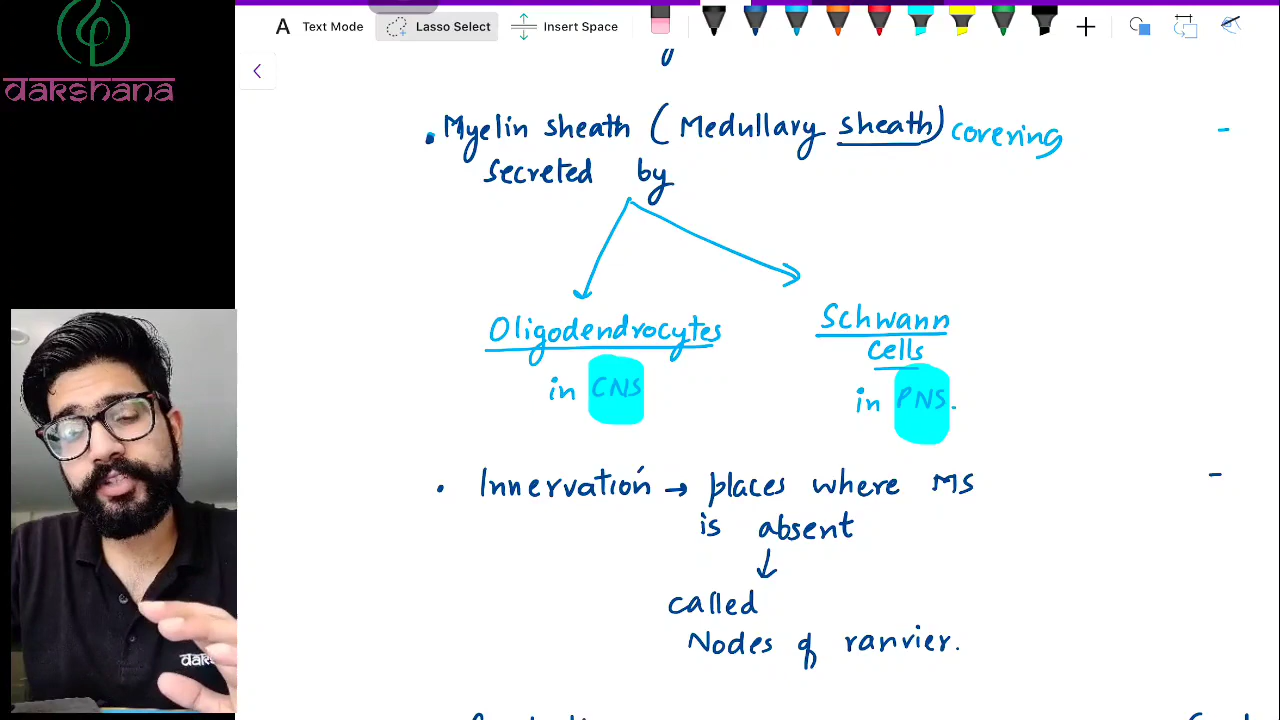 Text Mode
Lasso Select
Insert Space
dakshana
• Myelin sheath (Medullary sheath) covering
secreted by
Oligodendrocytes
in CNS
Schwann
cells
in PNS.
• Innervation → places where MS
is absent
called
Nodes of ranvier.